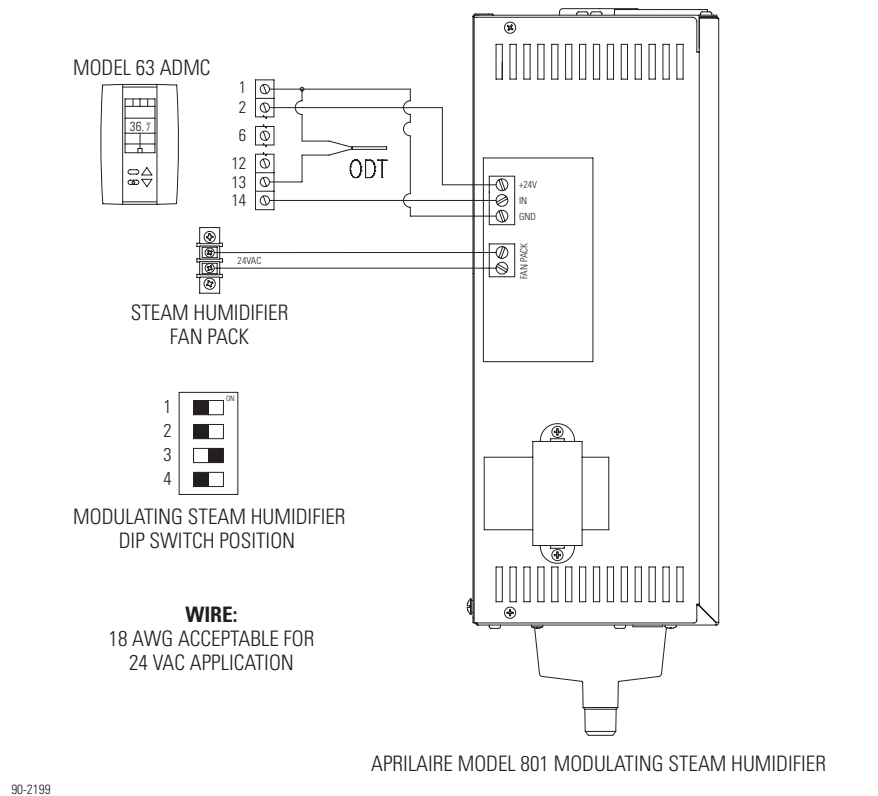 MODEL 63 ADMC
36.7
1
2
6
12
13
14
ODT
+24V
IN
GND
FAN PACK
24VAC
STEAM HUMIDIFIER
FAN PACK
ON
1
2
3
4
MODULATING STEAM HUMIDIFIER
DIP SWITCH POSITION
WIRE:
18 AWG ACCEPTABLE FOR
24 VAC APPLICATION
APRILAIRE MODEL 801 MODULATING STEAM HUMIDIFIER
90-2199